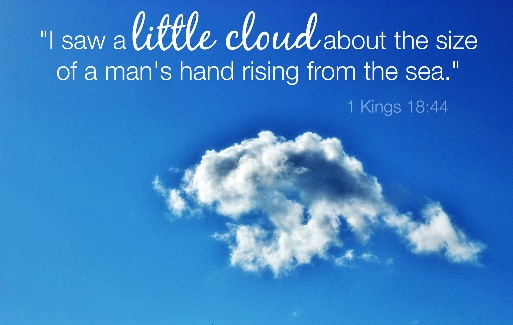 "I saw a little cloud about the size
of a man's hand rising from the sea."
1 Kings 18:44